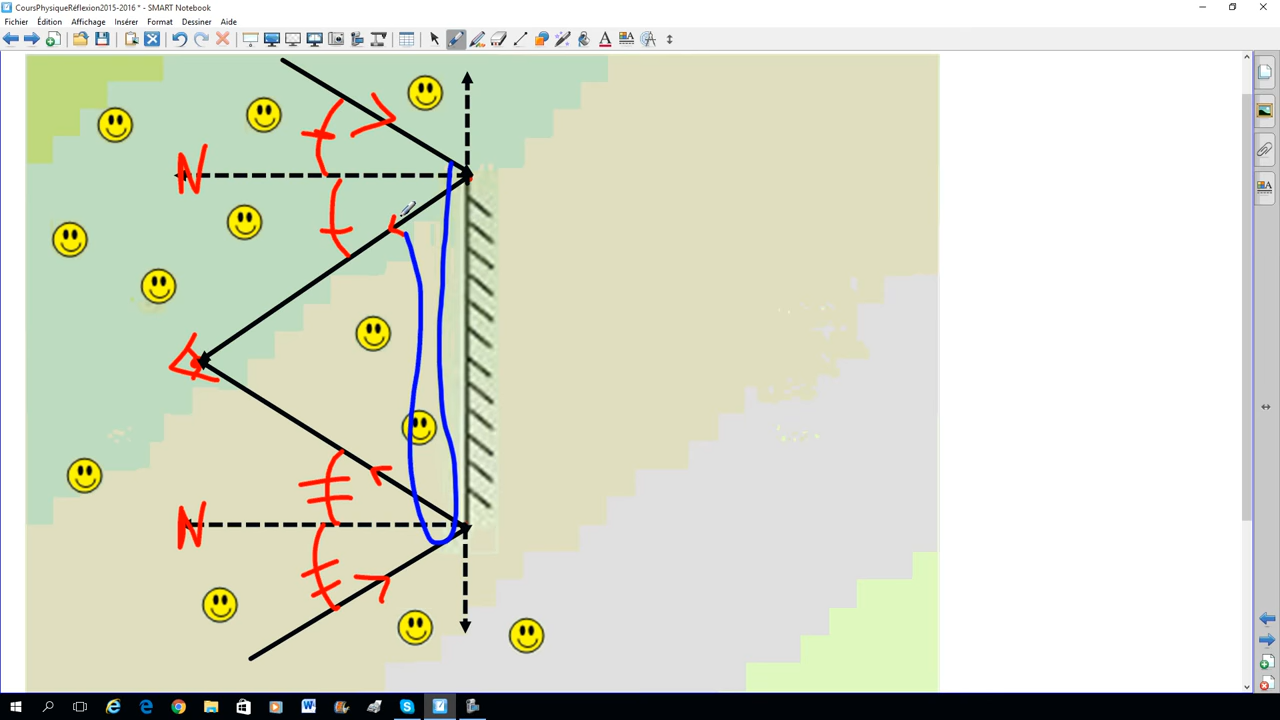 CoursPhysiqueRéflexion2015-2016 * - SMART Notebook
Fichier Édition Affichage Insérer Format Dessiner Aide
N
N